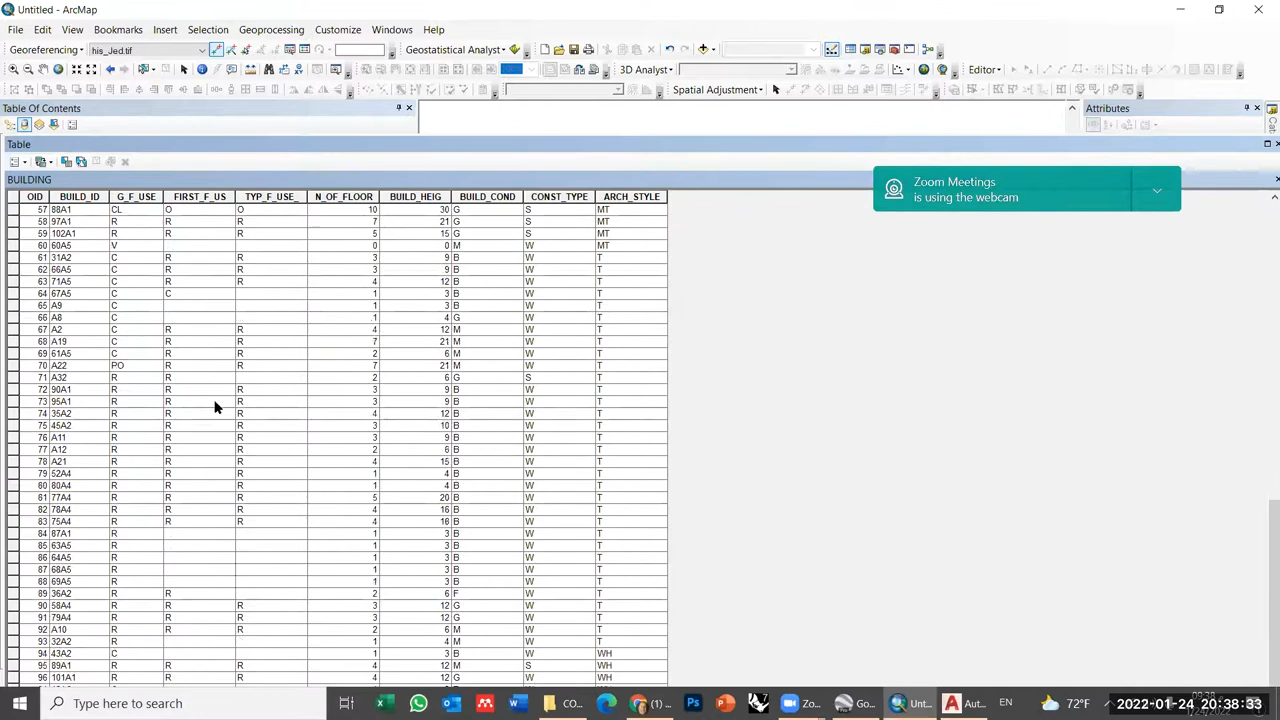 Untitled - ArcMap
File Edit View Bookmarks Insert Selection Geoprocessing Customize Windows Help
Georeferencing his_Jed.tif Geostatistical Analyst
3D Analyst Editor
Spatial Adjustment
Table Of Contents Attributes
Table
BUILDING
Zoom Meetings
is using the webcam
OID BUILD_ID G_F_USE FIRST_F_US TYP_F_USE_ N_OF_FLOOR BUILD_HEIG BUILD_COND CONST_TYPE ARCH_STYLE
57 88A1 CL O O 10 30 G S MT
58 97A1 R R R 7 21 G S MT
59 102A1 R R R 5 15 G S MT
60 60A5 V 0 0 M W MT
61 31A2 C R R 3 9 B W T
62 66A5 C R R 3 9 B W T
63 71A5 C R R 4 12 B W T
64 67A5 C C 1 3 B W T
65 A9 C 1 3 B W T
66 A8 C 1 4 G W T
67 A2 C R R 4 12 M W T
68 A19 C R R 7 21 M W T
69 61A5 C R R 2 6 M W T
70 A22 PO R R 7 21 M W T
71 A32 R R 2 6 G S T
72 90A1 R R R 3 9 B W T
73 95A1 R R R 3 9 B W T
74 35A2 R R R 4 12 B W T
75 45A2 R R R 3 10 B W T
76 A11 R R R 3 9 B W T
77 A12 R R R 2 6 B W T
78 A21 R R R 4 15 B W T
79 52A4 R R R 1 4 B W T
80 80A4 R R R 1 4 B W T
81 77A4 R R R 5 20 B W T
82 78A4 R R R 4 16 B W T
83 75A4 R R R 4 16 B W T
84 87A1 R 1 3 B W T
85 63A5 R 1 3 B W T
86 64A5 R 1 3 B W T
87 68A5 R 1 3 B W T
88 69A5 R 1 3 B W T
89 36A2 R R 2 6 F W T
90 58A4 R R R 3 12 G W T
91 79A4 R R R 3 12 G W T
92 A10 R R R 2 6 M W T
93 32A2 R 1 4 M W T
94 43A2 C 1 3 B W WH
95 89A1 R R R 4 12 M S WH
96 101A1 R R R 4 12 G W WH
Type here to search CO... (1) ... Zo... Go... Unt... Aut... EN 72°F 2022-01-24 20:38:33